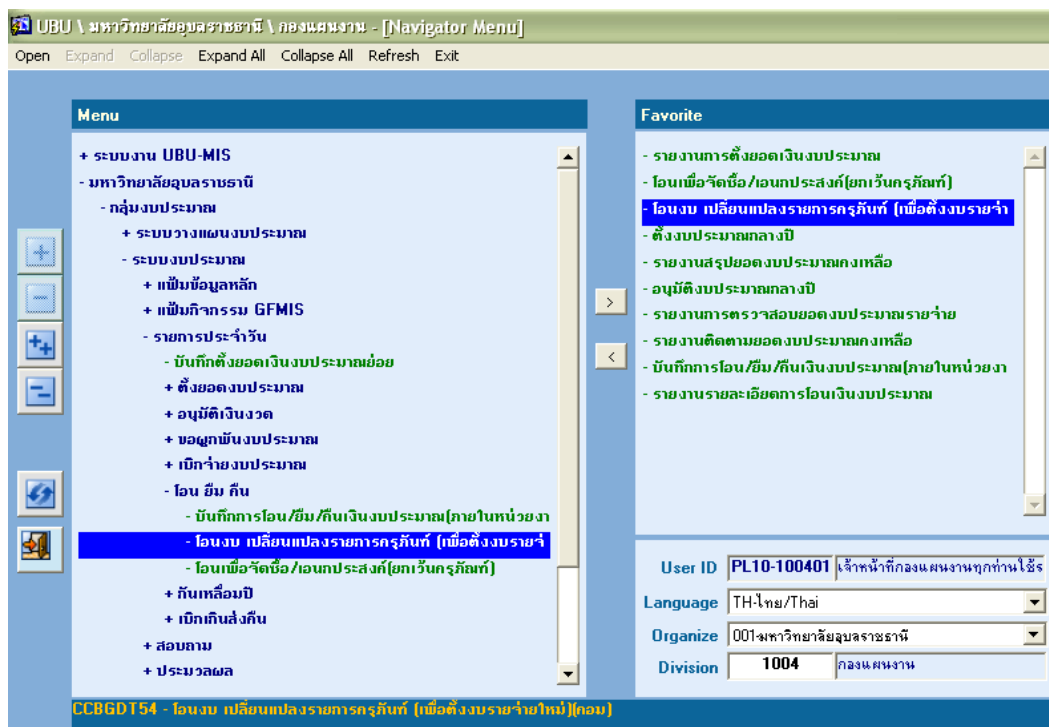 UBU \ มหาวิทยาลัยอุบลราชธานี \ กองแผนงาน - [Navigator Menu]
Open Expand Collapse Expand All Collapse All Refresh Exit
Menu
+ ระบบงาน UBU-MIS
- มหาวิทยาลัยอุบลราชธานี
- กลุ่มงบประมาณ
+ ระบบวางแผนงบประมาณ
- ระบบงบประมาณ
+ แฟ้มข้อมูลหลัก
+ แฟ้มกิจกรรม GFMIS
- รายการประจำวัน
- บันทึกตั้งยอดเงินงบประมาณย่อย
+ ตั้งยอดงบประมาณ
+ อนุมัติเงินงวด
+ ขอผูกพันงบประมาณ
+ เบิกจ่ายงบประมาณ
- โอน ยืม คืน
- บันทึกการโอน/ยืม/คืนเงินงบประมาณ(ภายในหน่วยงา
- โอนงบ เปลี่ยนแปลงรายการครุภันฑ์ (เพื่อตั้งงบรายจ่
- โอนเพื่อจัดซื้อ/เอนกประสงค์(ยกเว้นครุภัณฑ์)
+ กันเหลื่อมปี
+ เบิกเกินส่งคืน
+ สอบถาม
+ ประมวลผล
Favorite
- รายงานการตั้งยอดเงินงบประมาณ
- โอนเพื่อจัดซื้อ/เอนกประสงค์(ยกเว้นครุภัณฑ์)
- โอนงบ เปลี่ยนแปลงรายการครุภันฑ์ (เพื่อตั้งงบรายจ่า
- ตั้งงบประมาณกลางปี
- รายงานสรุปยอดงบประมาณคงเหลือ
- อนุมัติงบประมาณกลางปี
- รายงานการตรวจสอบยอดงบประมาณรายจ่าย
- รายงานติดตามยอดงบประมาณคงเหลือ
- บันทึกการโอน/ยืม/คืนเงินงบประมาณ(ภายในหน่วยงา
- รายงานรายละเอียดการโอนเงินงบประมาณ
User ID PL10-100401 เจ้าหน้าที่กองแผนงานทุกท่านใช้ร
Language TH-ไทย/Thai
Organize 001-มหาวิทยาลัยอุบลราชธานี
Division 1004 กองแผนงาน
CCBGDT54 - โอนงบ เปลี่ยนแปลงรายการครุภันฑ์ (เพื่อตั้งงบรายจ่ายใหม่)(คอม)